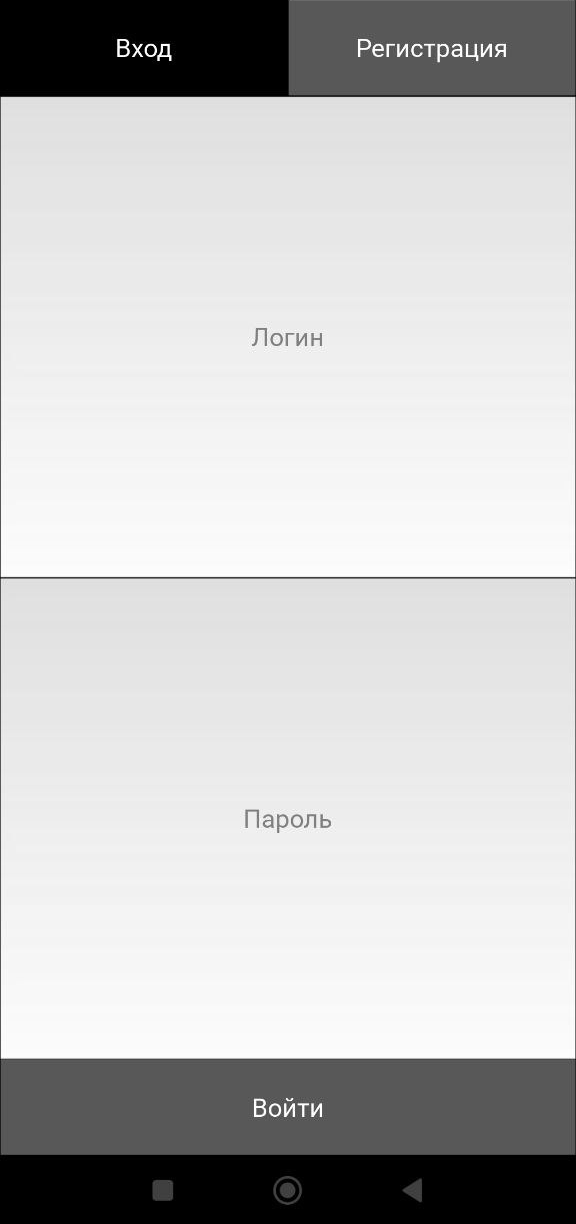 Вход
Регистрация
Логин
Пароль
Войти